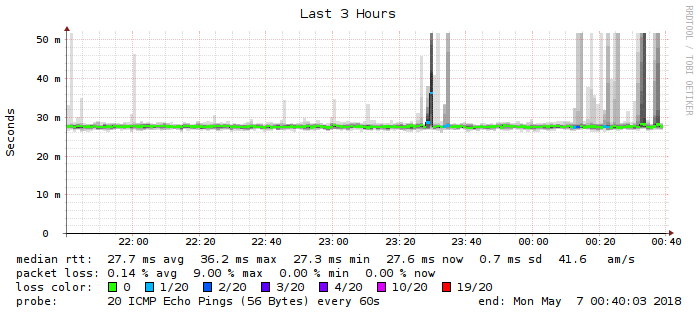 Last 3 Hours
RRDTOOL / TOBI OETIKER
Seconds
50 m
40 m
30 m
20 m
10 m
0
22:00 22:20 22:40 23:00 23:20 23:40 00:00 00:20 00:40
median rtt: 27.7 ms avg 36.2 ms max 27.3 ms min 27.6 ms now 0.7 ms sd 41.6 am/s
packet loss: 0.14 % avg 9.00 % max 0.00 % min 0.00 % now
loss color: 0 1/20 2/20 3/20 4/20 10/20 19/20
probe: 20 ICMP Echo Pings (56 Bytes) every 60s end: Mon May 7 00:40:03 2018